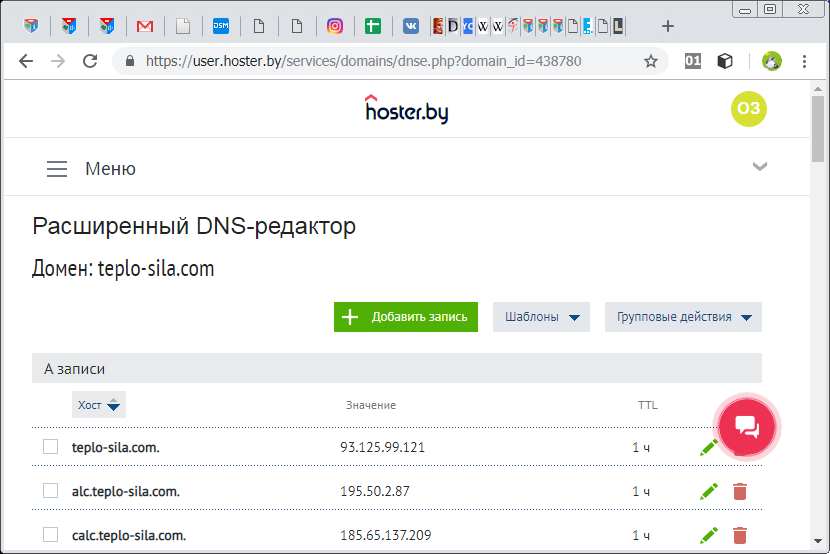 DSM
https://user.hoster.by/services/domains/dnse.php?domain_id=438780
01
hoster.by
ОЗ
Меню
Расширенный DNS-редактор
Домен: teplo-sila.com
Добавить запись Шаблоны Групповые действия
А записи
Хост Значение TTL
teplo-sila.com. 93.125.99.121 1 ч
alc.teplo-sila.com. 195.50.2.87 1 ч
calc.teplo-sila.com. 185.65.137.209 1 ч